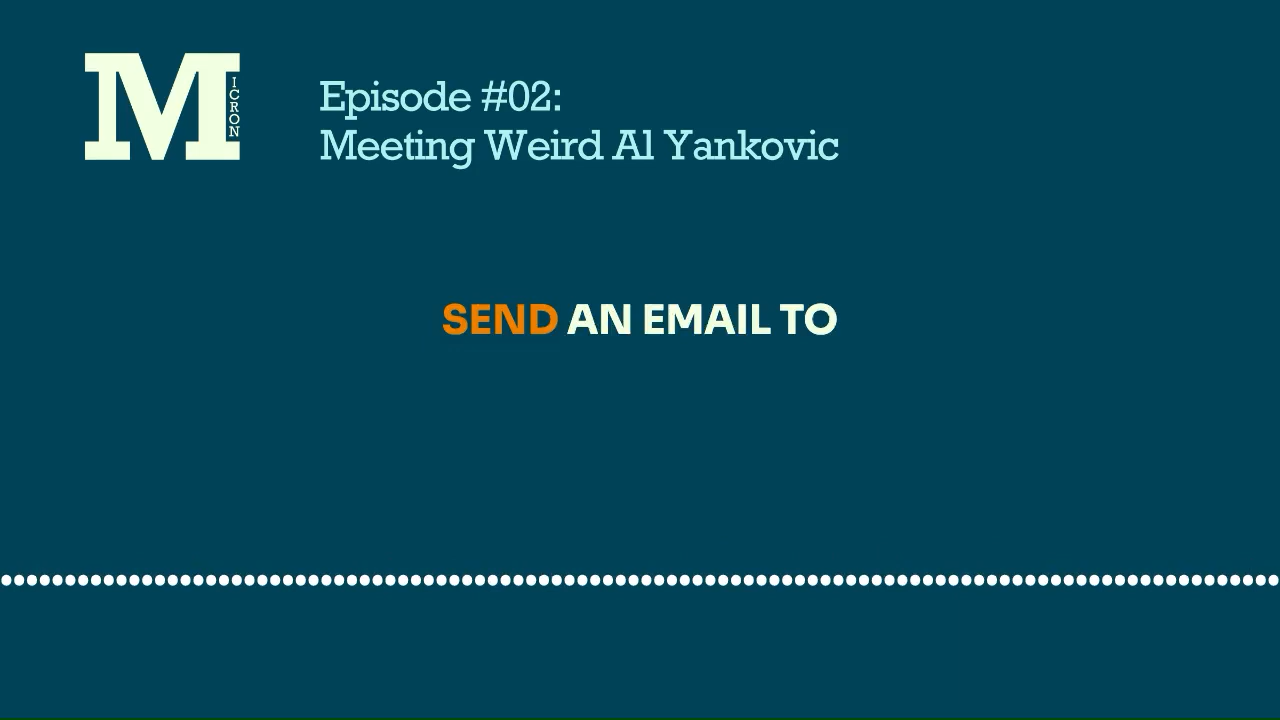 M
ICRON
Episode #02:
Meeting Weird Al Yankovic
SEND AN EMAIL TO